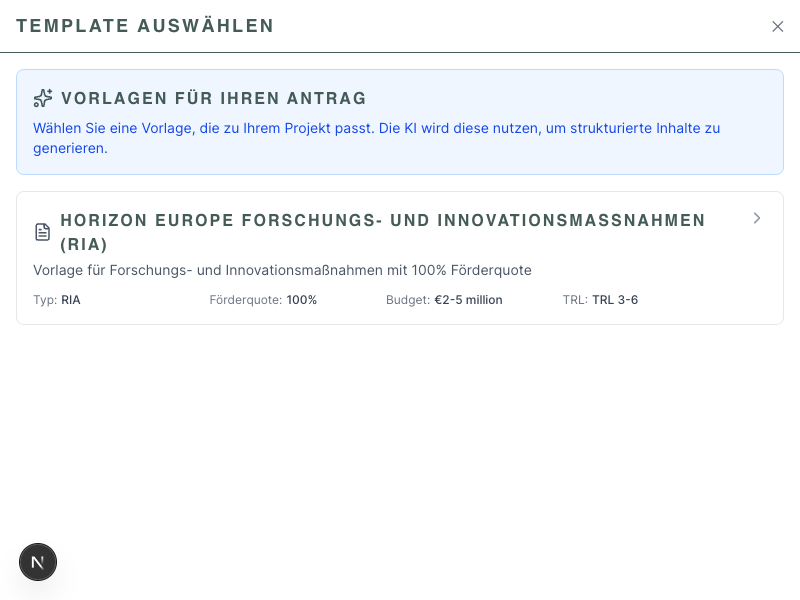 TEMPLATE AUSWÄHLEN
VORLAGEN FÜR IHREN ANTRAG
Wählen Sie eine Vorlage, die zu Ihrem Projekt passt. Die KI wird diese nutzen, um strukturierte Inhalte zu
generieren.
HORIZON EUROPE FORSCHUNGS- UND INNOVATIONSMASSNAHMEN
(RIA)
Vorlage für Forschungs- und Innovationsmaßnahmen mit 100% Förderquote
Typ: RIA Förderquote: 100% Budget: €2-5 million TRL: TRL 3-6
N